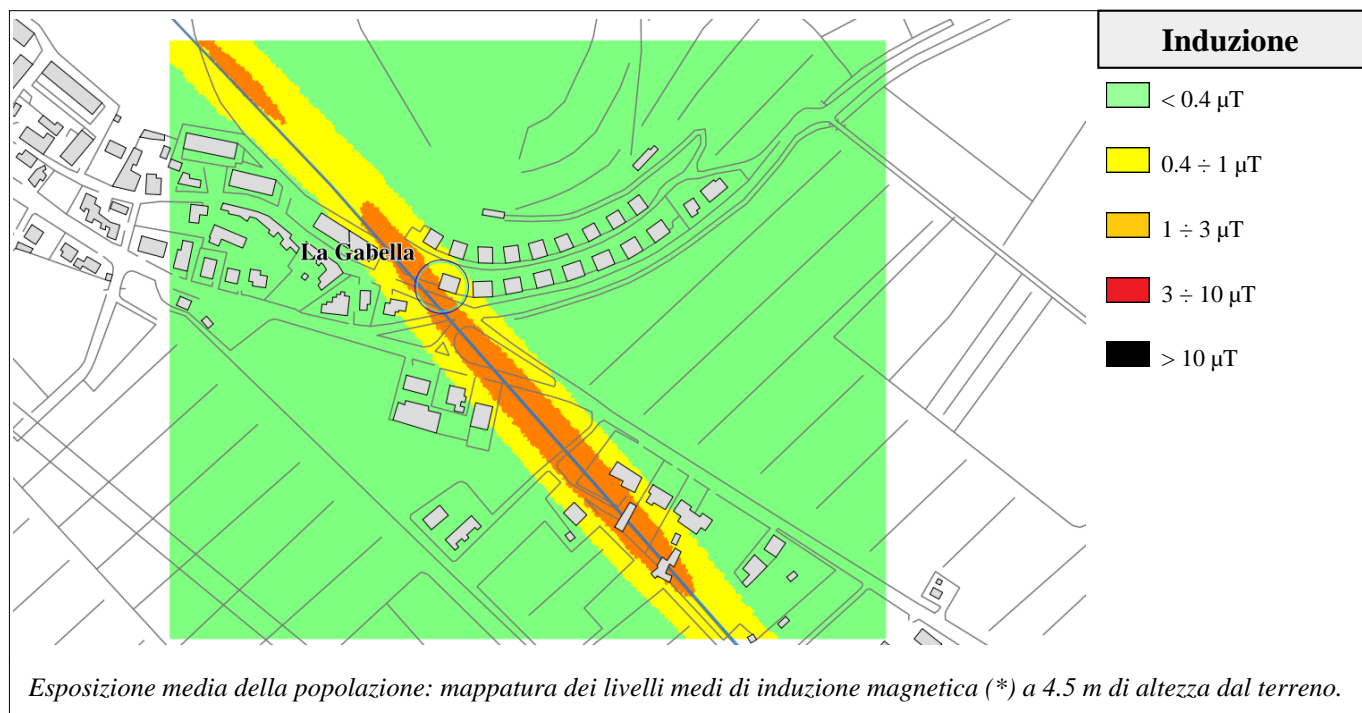 Induzione
< 0.4 µT
0.4 ÷ 1 µT
1 ÷ 3 µT
3 ÷ 10 µT
> 10 µT
La Gabella
Esposizione media della popolazione: mappatura dei livelli medi di induzione magnetica (*) a 4.5 m di altezza dal terreno.